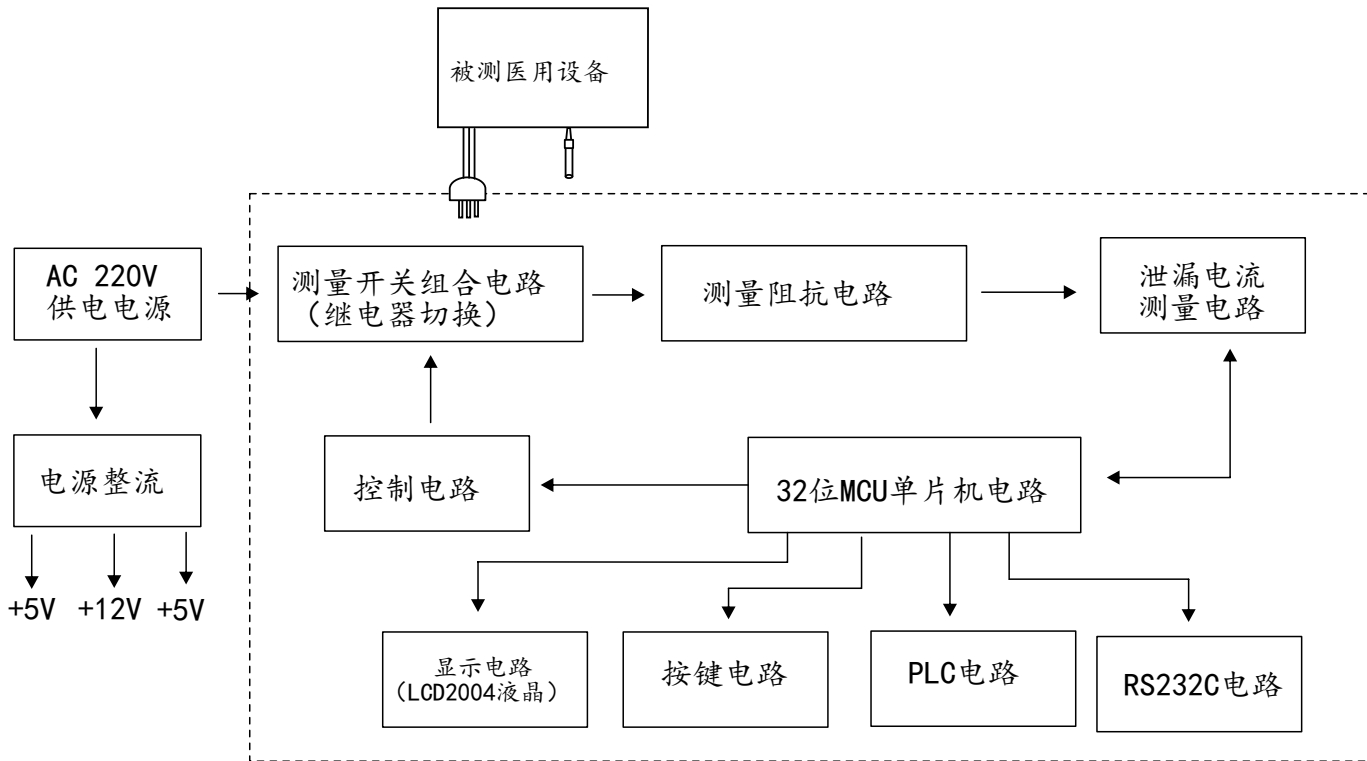 被测医用设备
AC 220V
供电电源
测量开关组合电路
（继电器切换）
测量阻抗电路
泄漏电流
测量电路
电源整流
控制电路
32位MCU单片机电路
+5V
+12V
+5V
显示电路
（LCD2004液晶）
按键电路
PLC电路
RS232C电路